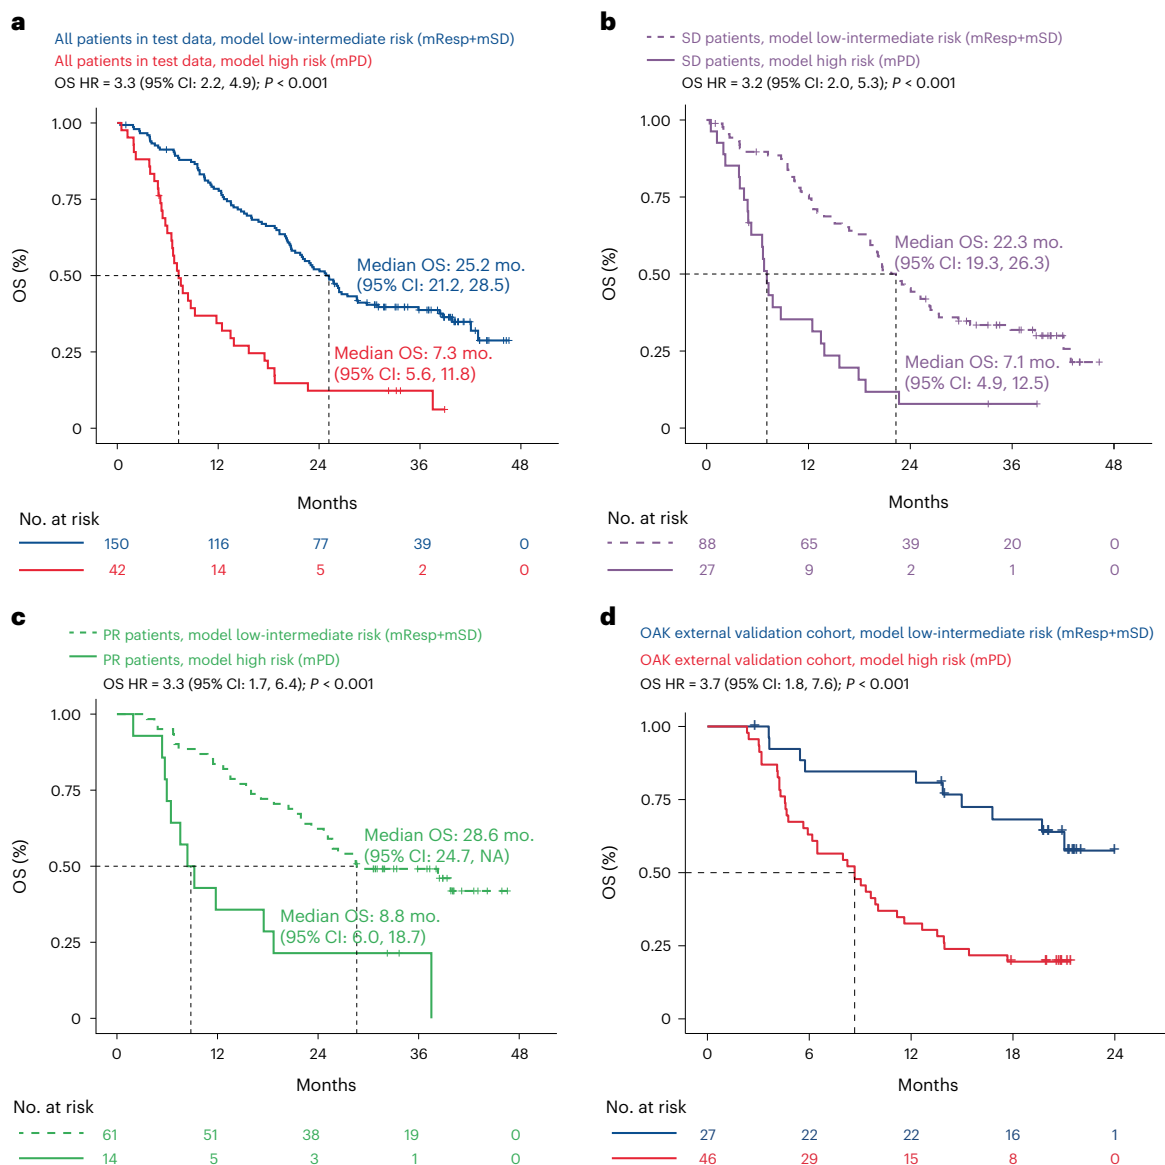 a
All patients in test data, model low-intermediate risk (mResp+mSD)
All patients in test data, model high risk (mPD)
OS HR = 3.3 (95% CI: 2.2, 4.9); P < 0.001
1.00
0.75
0.50
0.25
0
OS (%)
Median OS: 25.2 mo.
(95% CI: 21.2, 28.5)
Median OS: 7.3 mo.
(95% CI: 5.6, 11.8)
0 12 24 36 48
Months
No. at risk
150 116 77 39 0
42 14 5 2 0
b
SD patients, model low-intermediate risk (mResp+mSD)
SD patients, model high risk (mPD)
OS HR = 3.2 (95% CI: 2.0, 5.3); P < 0.001
1.00
0.75
0.50
0.25
0
OS (%)
Median OS: 22.3 mo.
(95% CI: 19.3, 26.3)
Median OS: 7.1 mo.
(95% CI: 4.9, 12.5)
0 12 24 36 48
Months
No. at risk
88 65 39 20 0
27 9 2 1 0
c
PR patients, model low-intermediate risk (mResp+mSD)
PR patients, model high risk (mPD)
OS HR = 3.3 (95% CI: 1.7, 6.4); P < 0.001
1.00
0.75
0.50
0.25
0
OS (%)
Median OS: 28.6 mo.
(95% CI: 24.7, NA)
Median OS: 8.8 mo.
(95% CI: 6.0, 18.7)
0 12 24 36 48
Months
No. at risk
61 51 38 19 0
14 5 3 1 0
d
OAK external validation cohort, model low-intermediate risk (mResp+mSD)
OAK external validation cohort, model high risk (mPD)
OS HR = 3.7 (95% CI: 1.8, 7.6); P < 0.001
1.00
0.75
0.50
0.25
0
OS (%)
0 6 12 18 24
Months
No. at risk
27 22 22 16 1
46 29 15 8 0